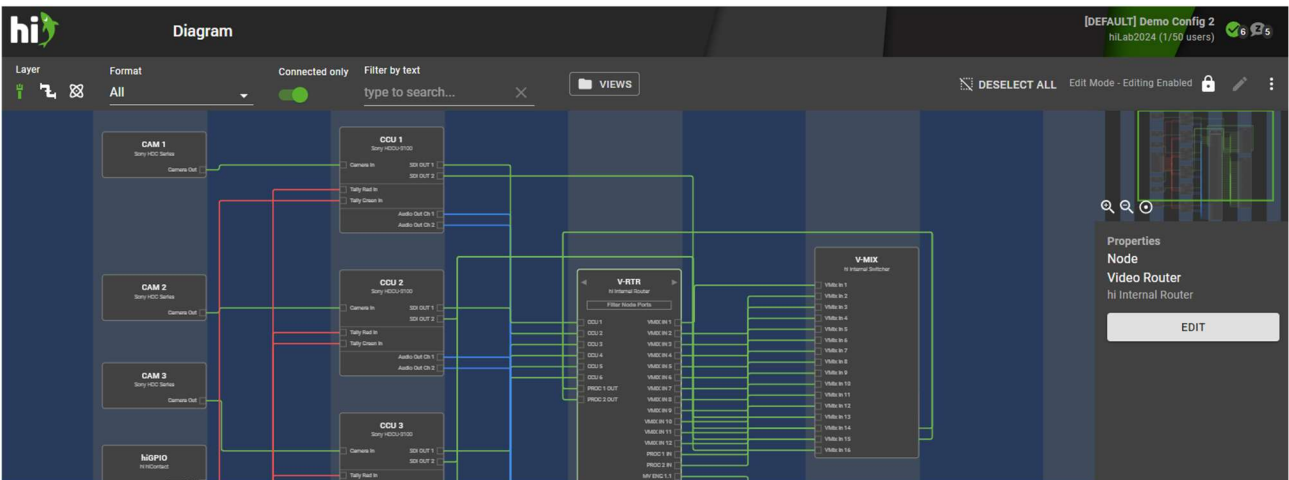 hi
Diagram
[DEFAULT] Demo Config 2
hiLab2024 (1/50 users)
6
5
Layer
Format
Connected only
Filter by text
All
type to search...
VIEWS
DESELECT ALL
Edit Mode - Editing Enabled
CAM 1
Sony HDC Series
Camera Out
CCU 1
Sony HDCU-3100
Camera In
SDI OUT 1
SDI OUT 2
Tally Red In
Tally Green In
Audio Out Ch 1
Audio Out Ch 2
CAM 2
Sony HDC Series
Camera Out
CCU 2
Sony HDCU-3100
Camera In
SDI OUT 1
SDI OUT 2
Tally Red In
Tally Green In
Audio Out Ch 1
Audio Out Ch 2
CAM 3
Sony HDC Series
Camera Out
CCU 3
Sony HDCU-3100
Camera In
SDI OUT 1
SDI OUT 2
Tally Red In
hiGPIO
hi hiContact
V-RTR
hi Internal Router
Filter Node Ports
CCU 1
VMIX IN 1
CCU 2
VMIX IN 2
CCU 3
VMIX IN 3
CCU 4
VMIX IN 4
CCU 5
VMIX IN 5
CCU 6
VMIX IN 6
PROC 1 OUT
VMIX IN 7
PROC 2 OUT
VMIX IN 8
VMIX IN 9
VMIX IN 10
VMIX IN 11
VMIX IN 12
PROC 1 IN
PROC 2 IN
MV ENG 1.1
V-MIX
hi Internal Switcher
VMix In 1
VMix In 2
VMix In 3
VMix In 4
VMix In 5
VMix In 6
VMix In 7
VMix In 8
VMix In 9
VMix In 10
VMix In 11
VMix In 12
VMix In 13
VMix In 14
VMix In 15
VMix In 16
Properties
Node
Video Router
hi Internal Router
EDIT